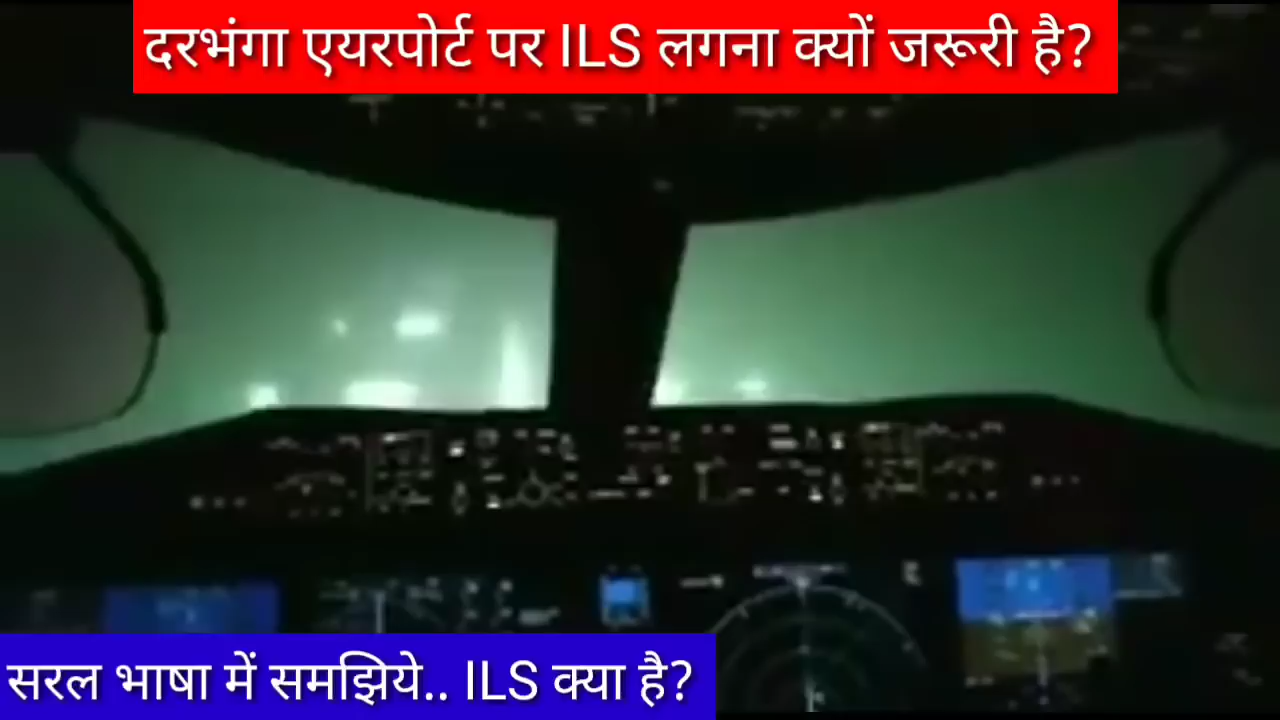 दरभंगा एयरपोर्ट पर ILS लगना क्यों जरूरी है?
सरल भाषा में समझिये.. ILS क्या है?